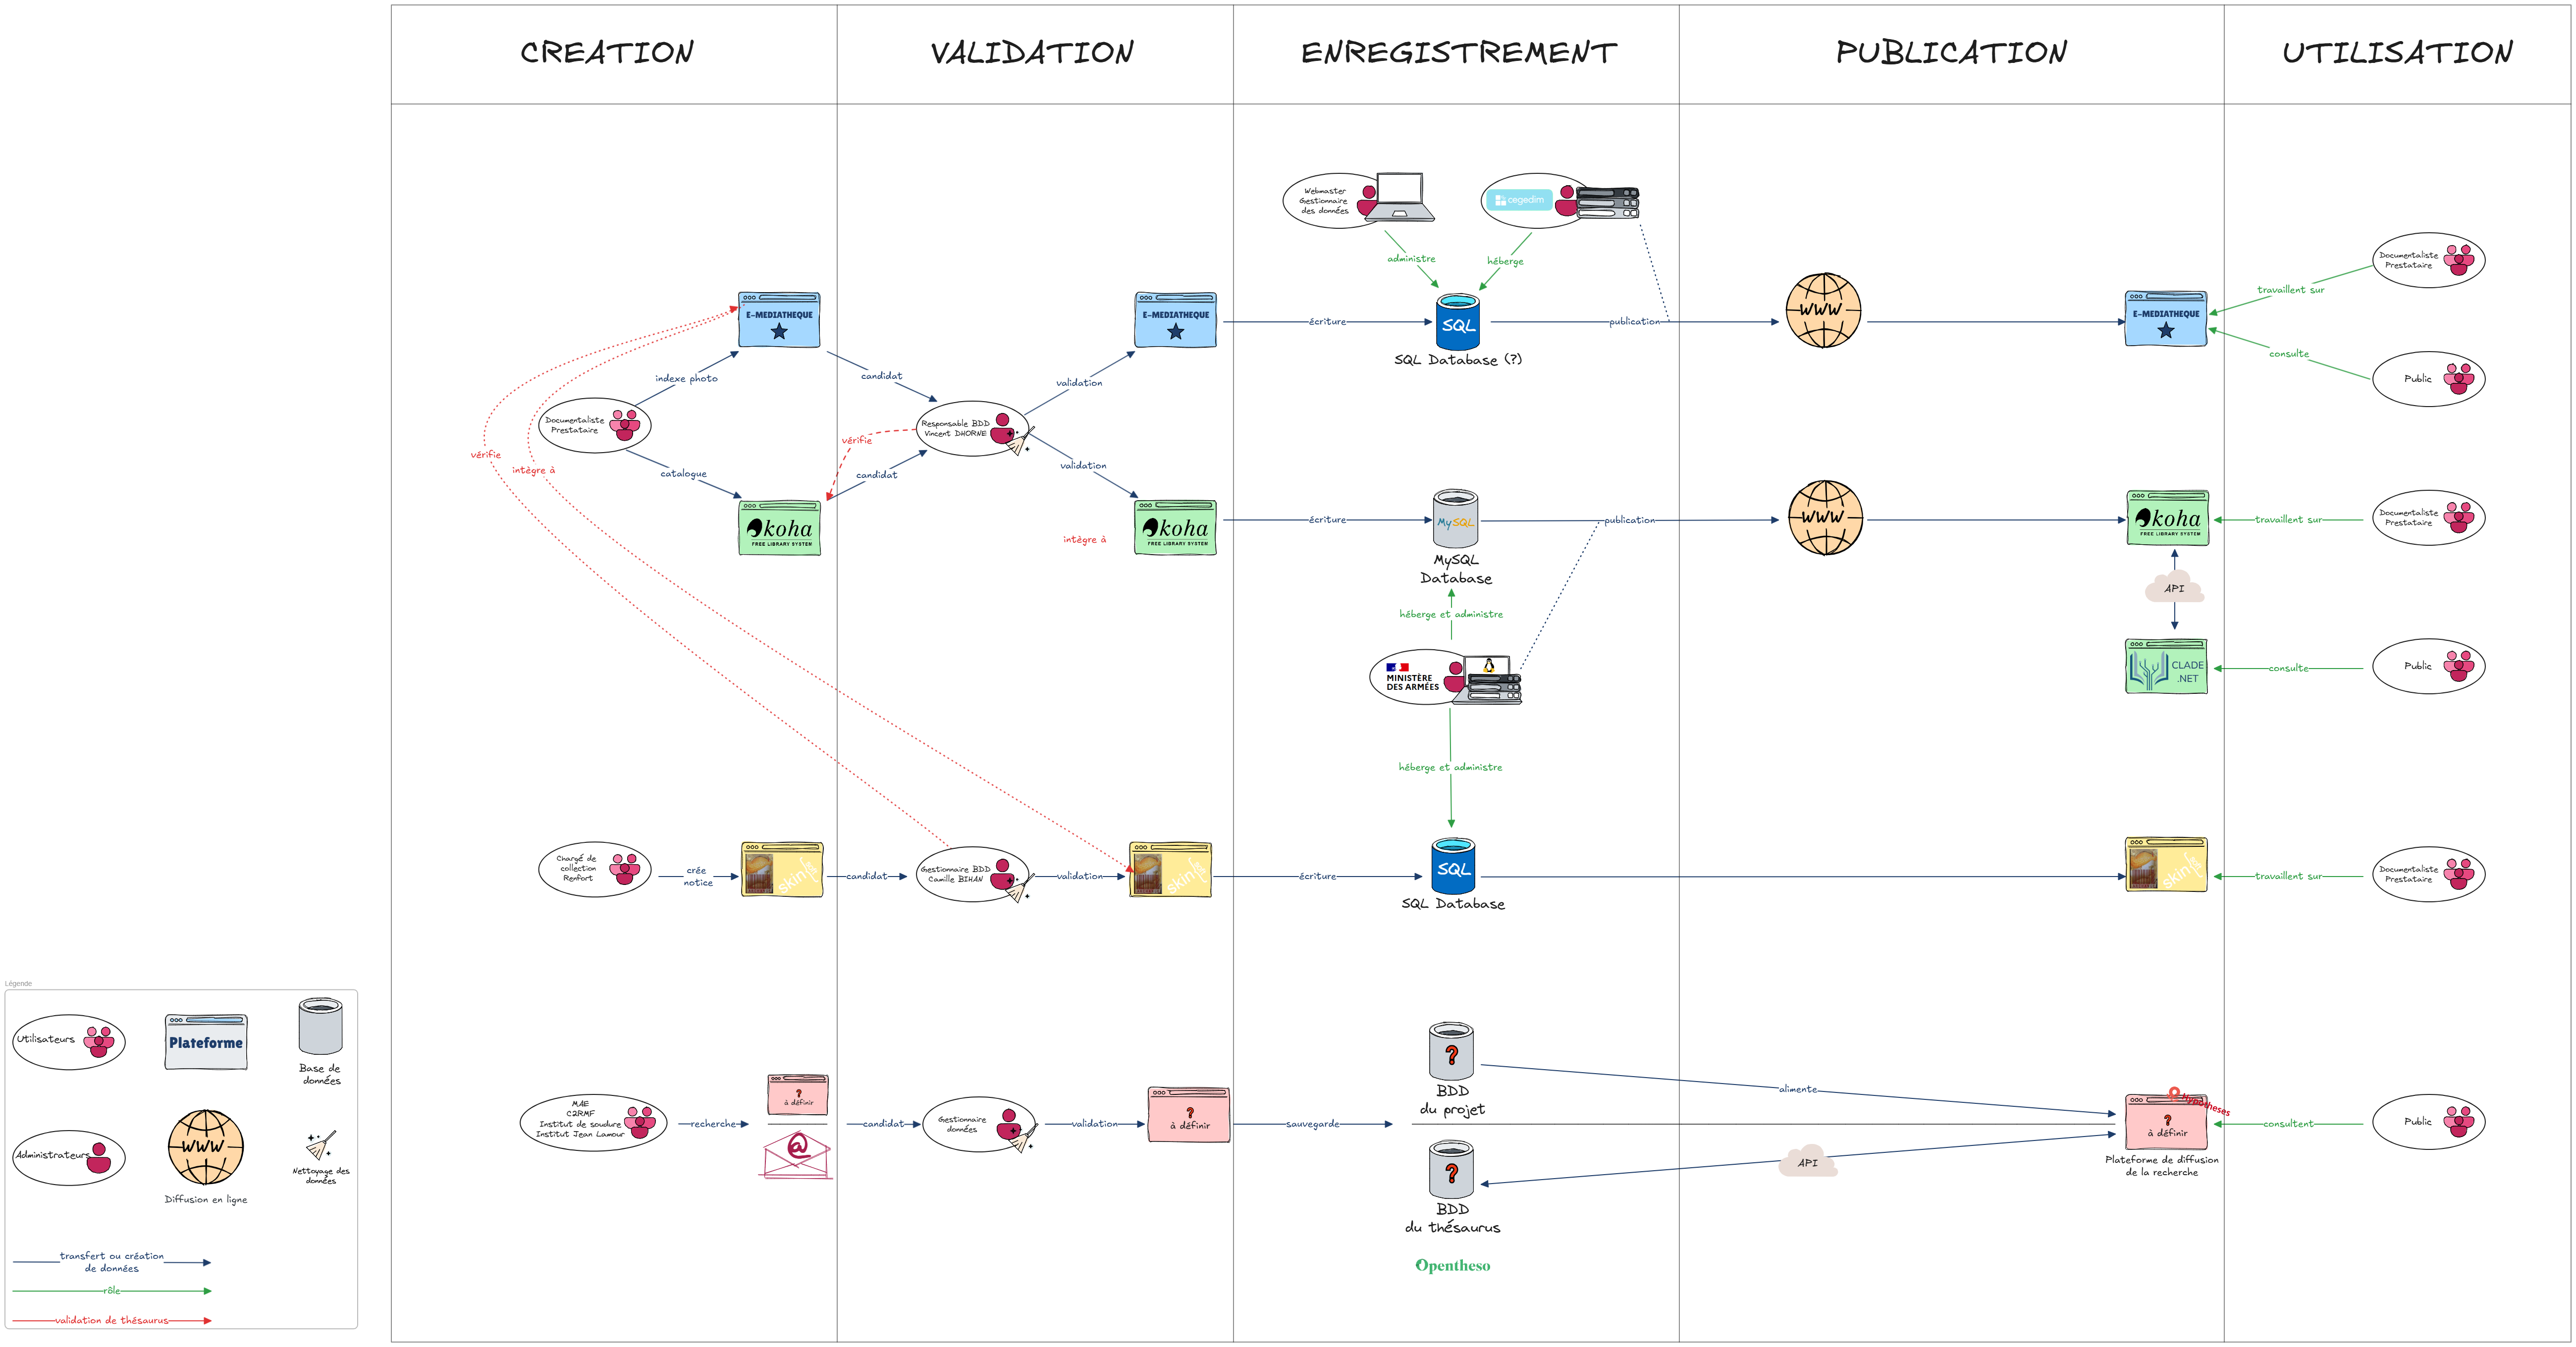 CREATION
VALIDATION
ENREGISTREMENT
PUBLICATION
UTILISATION
Webmaster
Gestionnaire
des données
cegedim
administre
héberge
Documentaliste
Prestataire
travaillent sur
E-MEDIATHEQUE
E-MEDIATHEQUE
écriture
SQL
SQL Database (?)
publication
www
E-MEDIATHEQUE
consulte
Public
indexe photo
candidat
validation
Documentaliste
Prestataire
Responsable BDD
Vincent DHORNE
vérifie
vérifie
intègre à
catalogue
candidat
validation
koha
FREE LIBRARY SYSTEM
koha
FREE LIBRARY SYSTEM
intègre à
écriture
MySQL
MySQL
Database
publication
www
koha
FREE LIBRARY SYSTEM
travaillent sur
Documentaliste
Prestataire
API
héberge et administre
MINISTÈRE
DES ARMÉES
CLADE
.NET
consulte
Public
héberge et administre
Chargé de
collection
Renfort
crée
notice
skin
candidat
Gestionnaire BDD
Camille BIHAN
validation
skin
écriture
SQL
SQL Database
skin
travaillent sur
Documentaliste
Prestataire
MAE
C2RMF
Institut de soudure
Institut Jean Lamour
recherche
?
à définir
@
candidat
Gestionnaire
données
validation
?
à définir
sauvegarde
?
BDD
du projet
alimente
?
BDD
du thésaurus
Opentheso
API
Hypotheses
?
à définir
Plateforme de diffusion
de la recherche
consultent
Public
Légende
Utilisateurs
Plateforme
Base de
données
Administrateurs
www
Diffusion en ligne
Nettoyage des
données
transfert ou création
de données
rôle
validation de thésaurus